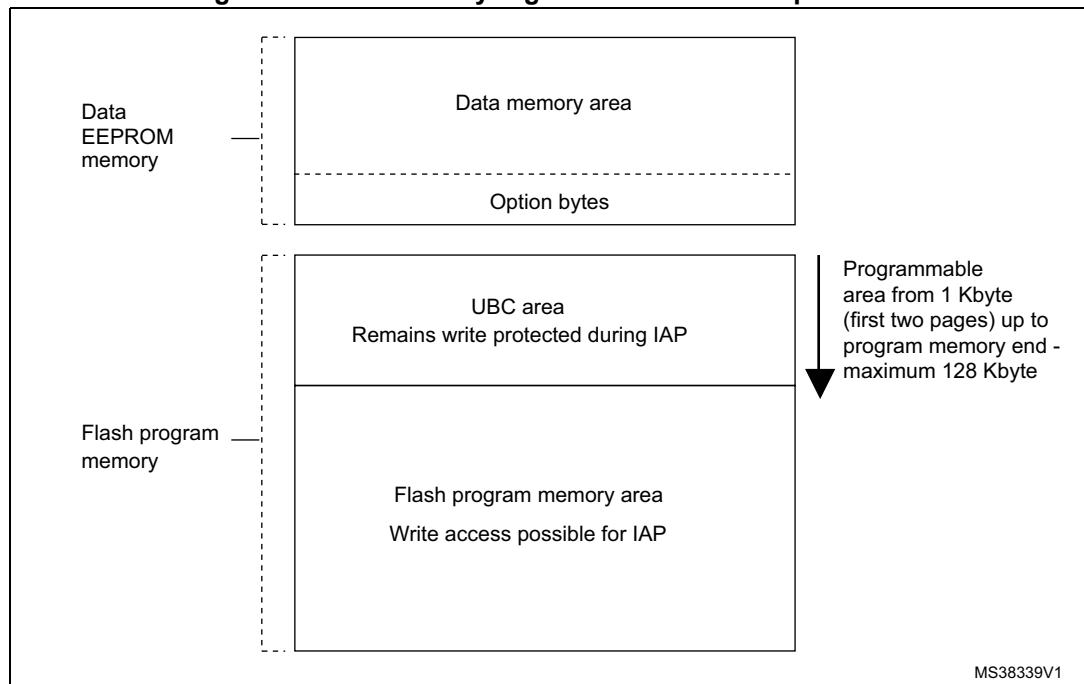 Data memory area
Data
EEPROM
memory
Option bytes
UBC area
Remains write protected during IAP
Programmable
area from 1 Kbyte
(first two pages) up to
program memory end -
maximum 128 Kbyte
Flash program
memory
Flash program memory area
Write access possible for IAP
MS38339V1